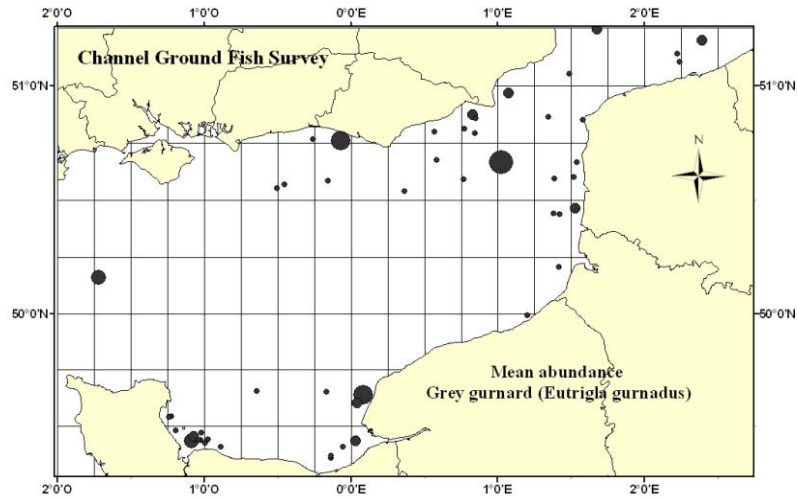 2°0' 1°0' 0°0' 1°0'E 2°0'E
Channel Ground Fish Survey
51°0'N 51°0'N
N
50°0'N 50°0'N
Mean abundance
Grey gurnard (Eutrigla gurnadus)
2°0' 1°0' 0°0' 1°0'E 2°0'E